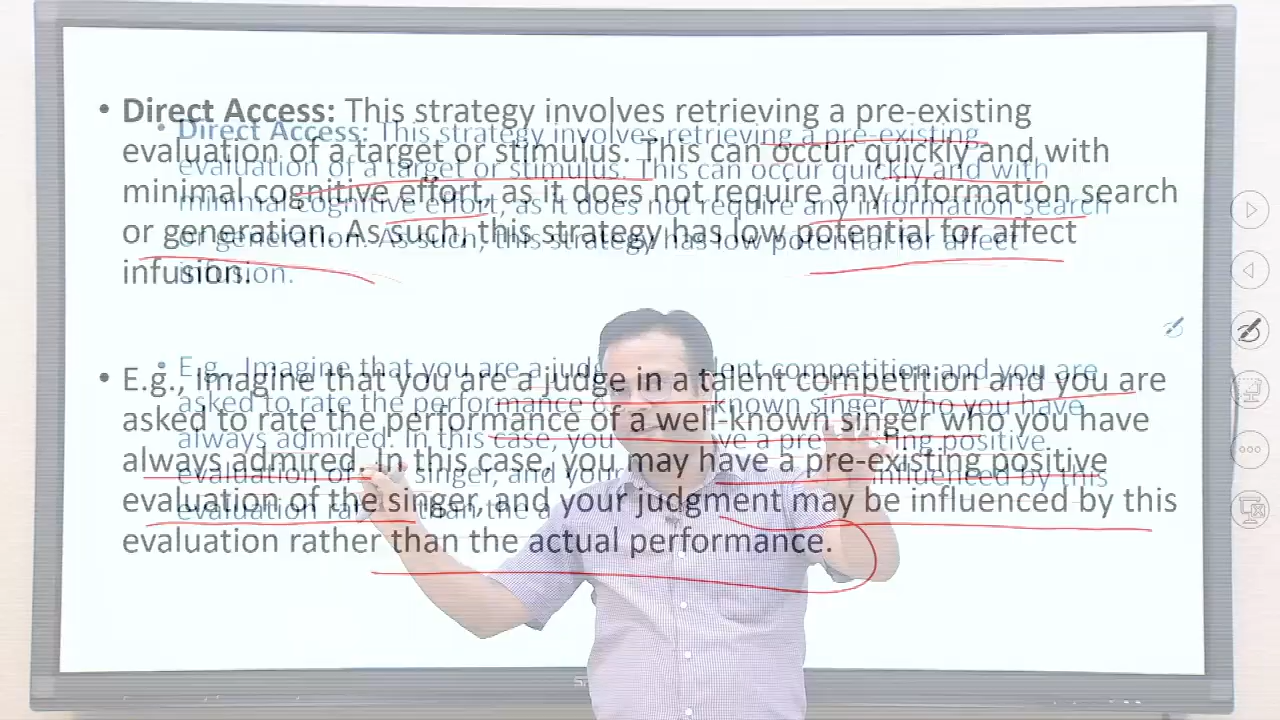 • Direct Access: This strategy involves retrieving a pre-existing
evaluation of a target or stimulus. This can occur quickly and with
minimal cognitive effort, as it does not require any information search
or generation. As such, this strategy has low potential for affect
infusion.
• E.g., Imagine that you are a judge in a talent competition and you are
asked to rate the performance of a well-known singer who you have
always admired. In this case, you may have a pre-existing positive
evaluation of the singer, and your judgment may be influenced by this
evaluation rather than the actual performance.